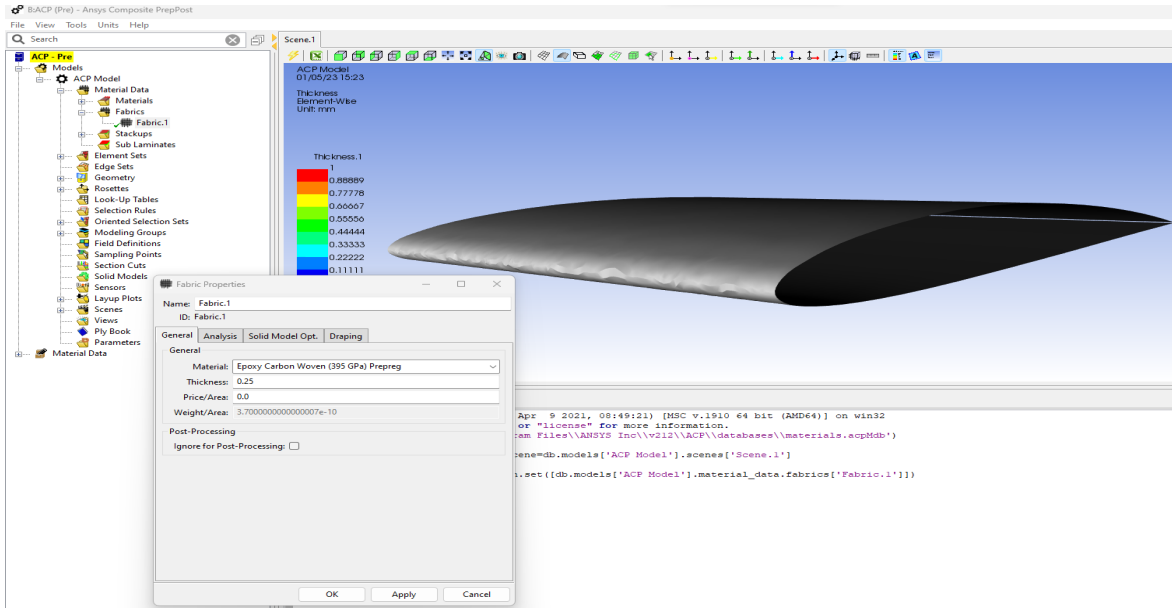 B:ACP (Pre) - Ansys Composite PrepPost
File View Tools Units Help
Search
ACP - Pre
Models
ACP Model
Material Data
Materials
Fabrics
Fabric.1
Stackups
Sub Laminates
Element Sets
Edge Sets
Geometry
Rosettes
Look-Up Tables
Selection Rules
Oriented Selection Sets
Modeling Groups
Field Definitions
Sampling Points
Section Cuts
Solid Models
Sensors
Layup Plots
Scenes
Views
Ply Book
Parameters
Material Data
Scene.1
ACP Model
01/05/23 15:23
Thickness
Element-Wise
Unit: mm
Thickness.1
1
0.88889
0.77778
0.66667
0.55556
0.44444
0.33333
0.22222
0.11111
Fabric Properties
Name: Fabric.1
ID: Fabric.1
General Analysis Solid Model Opt. Draping
General
Material: Epoxy Carbon Woven (395 GPa) Prepreg
Thickness: 0.25
Price/Area: 0.0
Weight/Area: 3.7000000000000007e-10
Post-Processing
Ignore for Post-Processing:
OK Apply Cancel
Apr 9 2021, 08:49:21) [MSC v.1910 64 bit (AMD64)] on win32
or "license" for more information.
am Files\\ANSYS Inc\\v212\\ACP\\databases\\materials.acpMdb')
cene=db.models['ACP Model'].scenes['Scene.1']
.set([db.models['ACP Model'].material_data.fabrics['Fabric.1']])